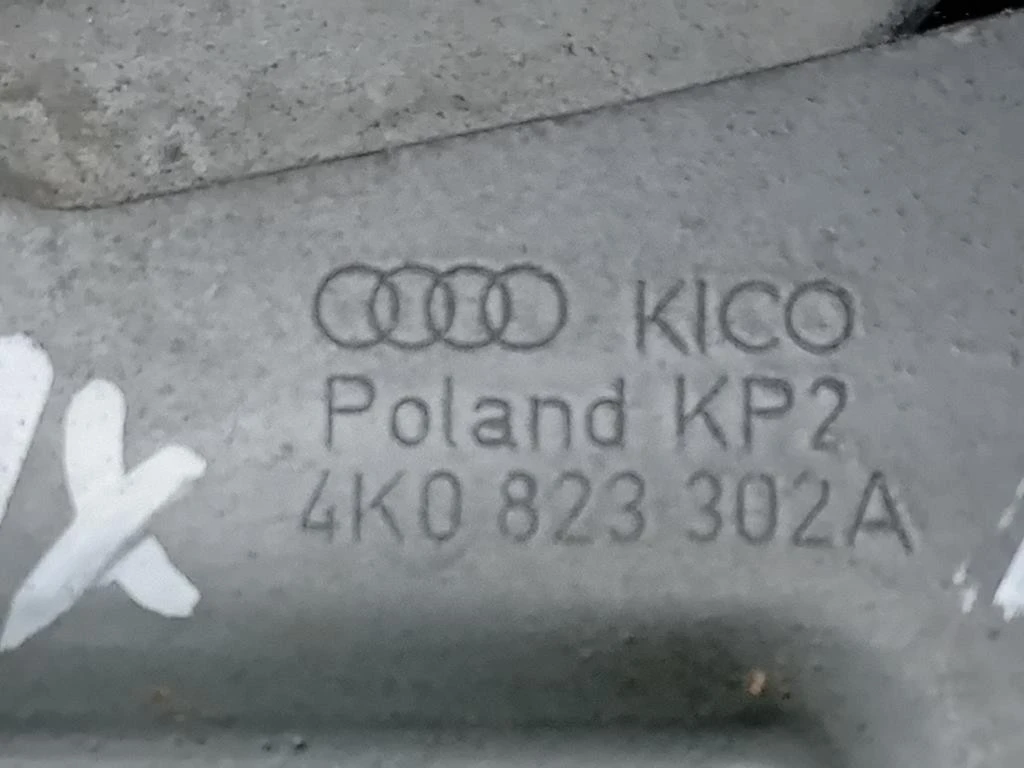 KICO
Poland KP2
4K0 823 302A
X